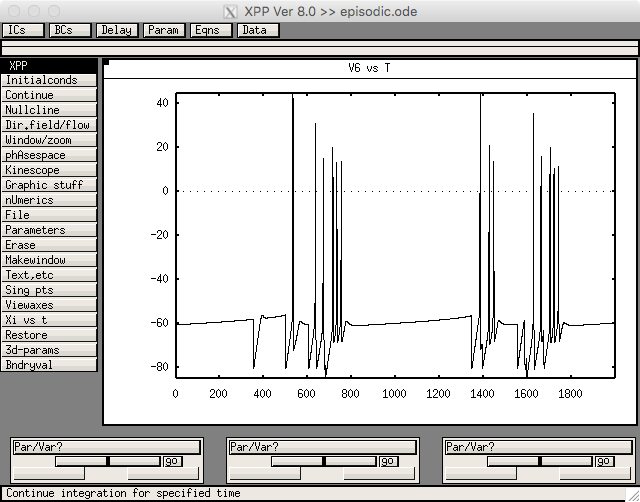 XPP Ver 8.0 >> episodic.ode
ICs BCs Delay Param Eqns Data
XPP
Initialconds
Continue
Nullcline
Dir.field/flow
Window/zoom
phAsespace
Kinescope
Graphic stuff
nUmerics
File
Parameters
Erase
Makewindow
Text,etc
Sing pts
Viewaxes
Xi vs t
Restore
3d-params
Bndryval
V6 vs T
40
20
0
-20
-40
-60
-80
0 200 400 600 800 1000 1200 1400 1600 1800
Par/Var? Par/Var? Par/Var?
go go go
Continue integration for specified time